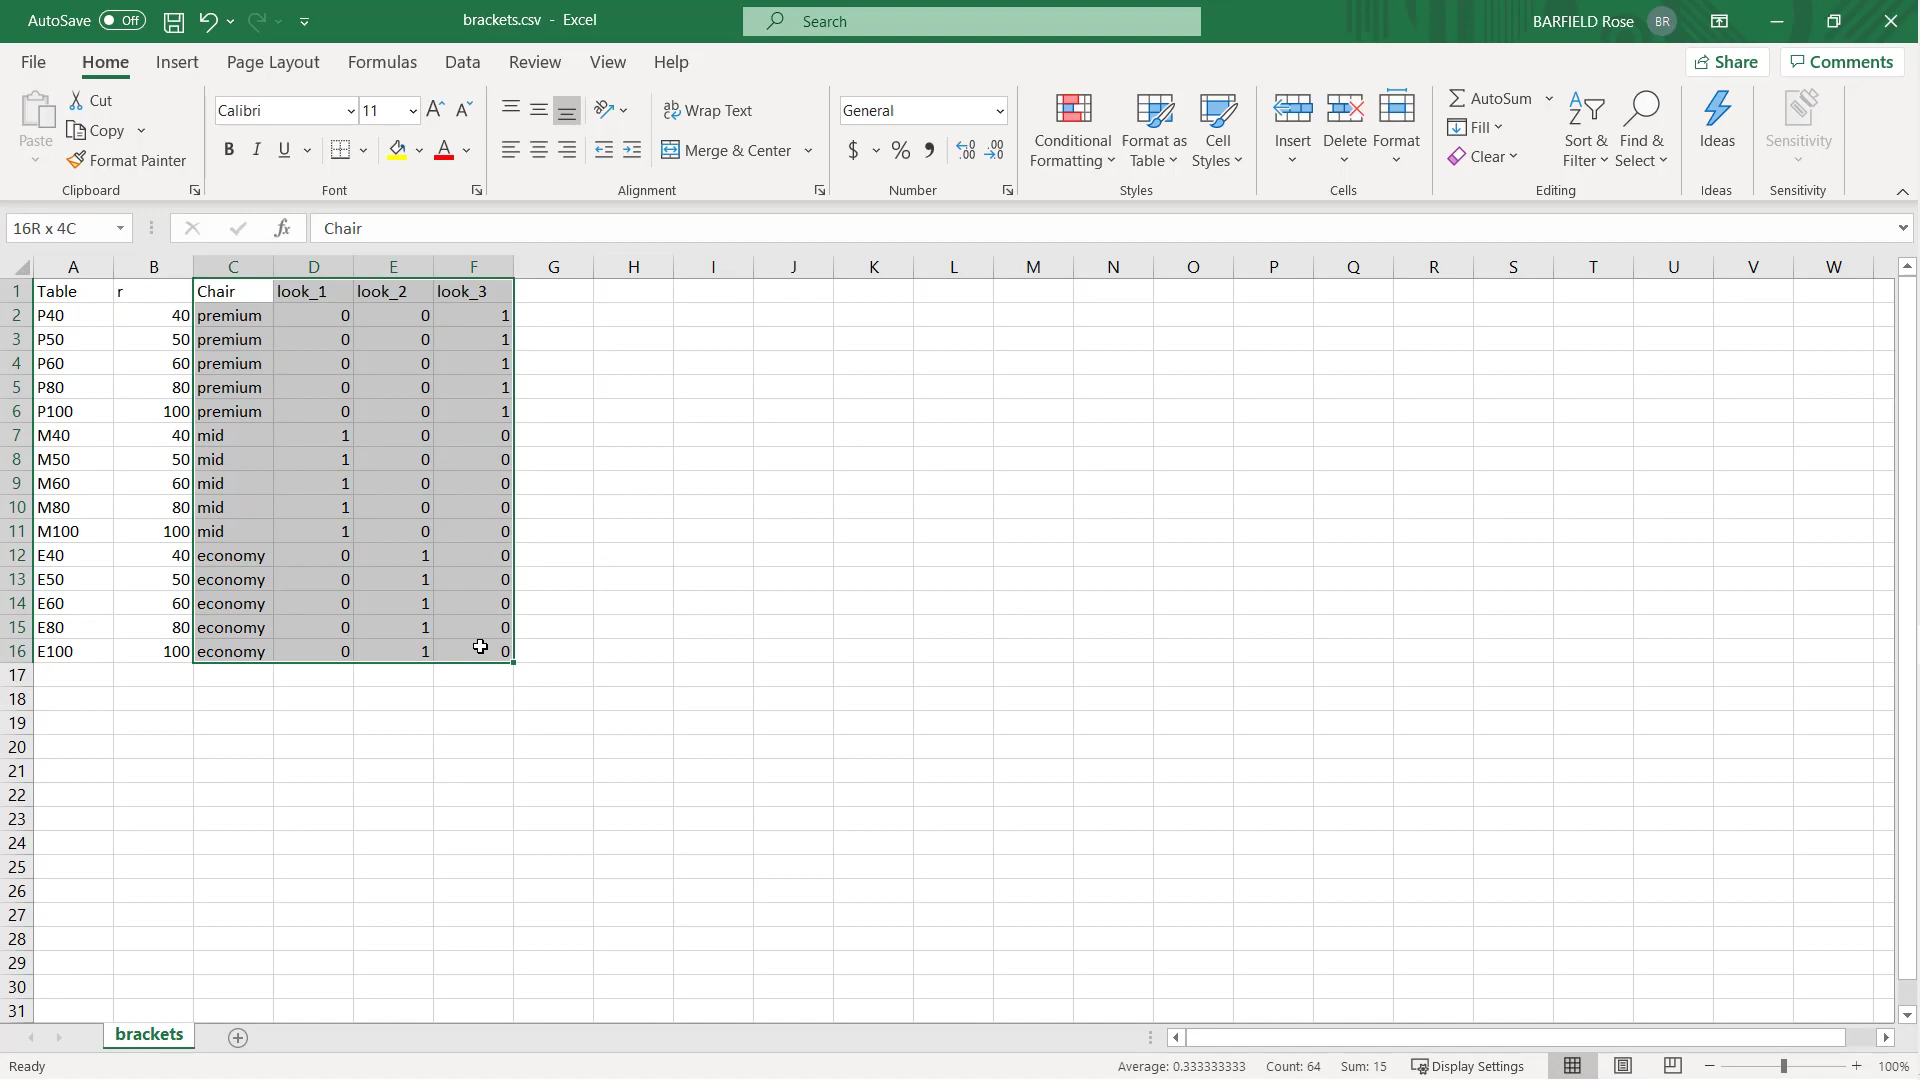 AutoSave Off brackets.csv - Excel Search BARFIELD Rose BR
File Home Insert Page Layout Formulas Data Review View Help Share Comments
Cut
Copy
Format Painter
Paste
Clipboard
Calibri 11
B I U A
Font
Wrap Text
Merge & Center
Alignment
General
$ % 9 .00 .00
Number
Conditional Formatting
Format as Table
Cell Styles
Styles
Insert Delete Format
Cells
AutoSum
Fill
Clear
Sort & Filter
Find & Select
Editing
Ideas
Ideas
Sensitivity
Sensitivity
16R x 4C fx Chair
A B C D E F G H I J K L M N O P Q R S T U V W
1 Table r Chair look_1 look_2 look_3
2 P40 40 premium 0 0 1
3 P50 50 premium 0 0 1
4 P60 60 premium 0 0 1
5 P80 80 premium 0 0 1
6 P100 100 premium 0 0 1
7 M40 40 mid 1 0 0
8 M50 50 mid 1 0 0
9 M60 60 mid 1 0 0
10 M80 80 mid 1 0 0
11 M100 100 mid 1 0 0
12 E40 40 economy 0 1 0
13 E50 50 economy 0 1 0
14 E60 60 economy 0 1 0
15 E80 80 economy 0 1 0
16 E100 100 economy 0 1 0
17
18
19
20
21
22
23
24
25
26
27
28
29
30
31
brackets
Ready Average: 0.333333333 Count: 64 Sum: 15 Display Settings 100%